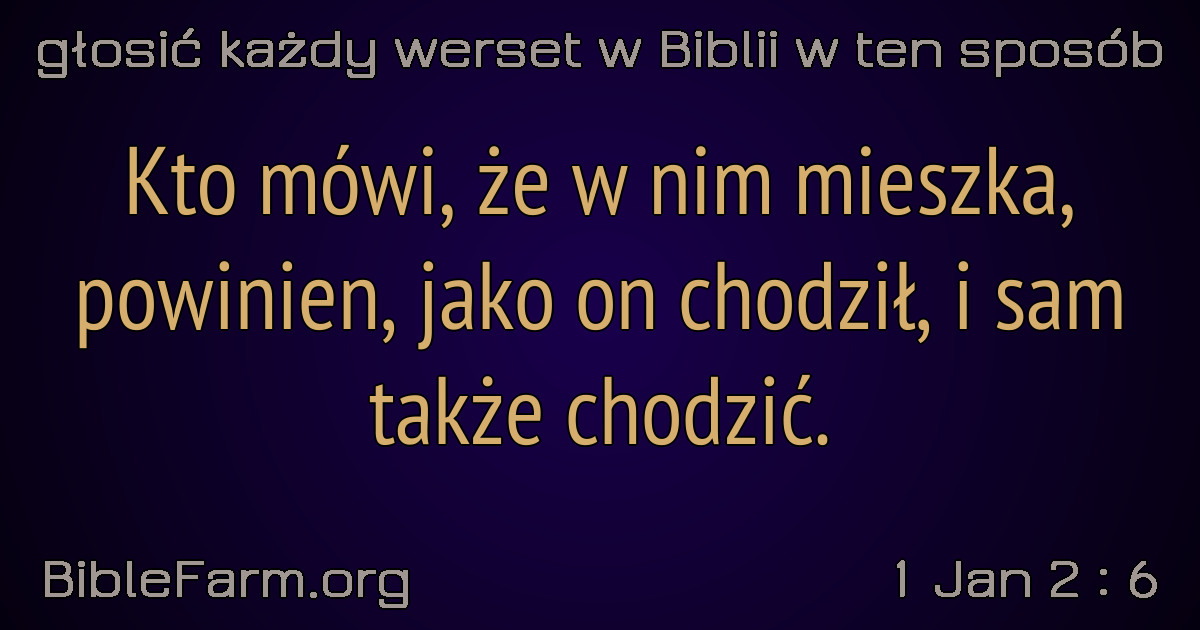 głosić każdy werset w Biblii w ten sposób
Kto mówi, że w nim mieszka,
powinien, jako on chodził, i sam
także chodzić.
BibleFarm.org
1 Jan 2 : 6